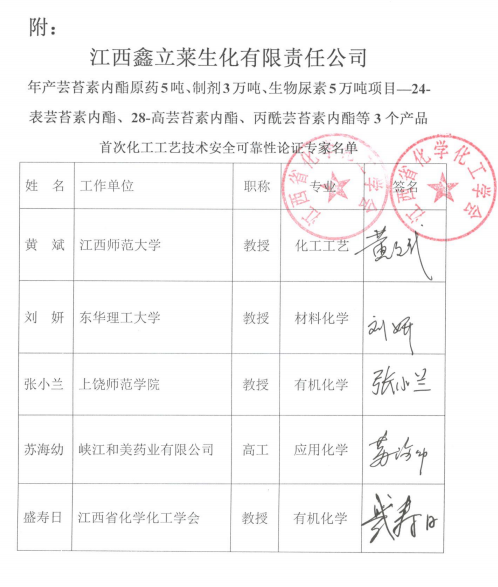 附：
江西鑫立莱生化有限责任公司
年产芸苔素内酯原药5吨、制剂3万吨、生物尿素5万吨项目—24-
表芸苔素内酯、28-高芸苔素内酯、丙酰芸苔素内酯等3个产品
首次化工工艺技术安全可靠性论证专家名单
江西省化学化工学会 江西省化学化工学会
姓 名 工作单位 职称 专业 签名
黄 斌 江西师范大学 教授 化工工艺 黄斌
刘 妍 东华理工大学 教授 材料化学 刘妍
张小兰 上饶师范学院 教授 有机化学 张小兰
苏海幼 峡江和美药业有限公司 高工 应用化学 苏海幼
盛寿日 江西省化学化工学会 教授 有机化学 盛寿日